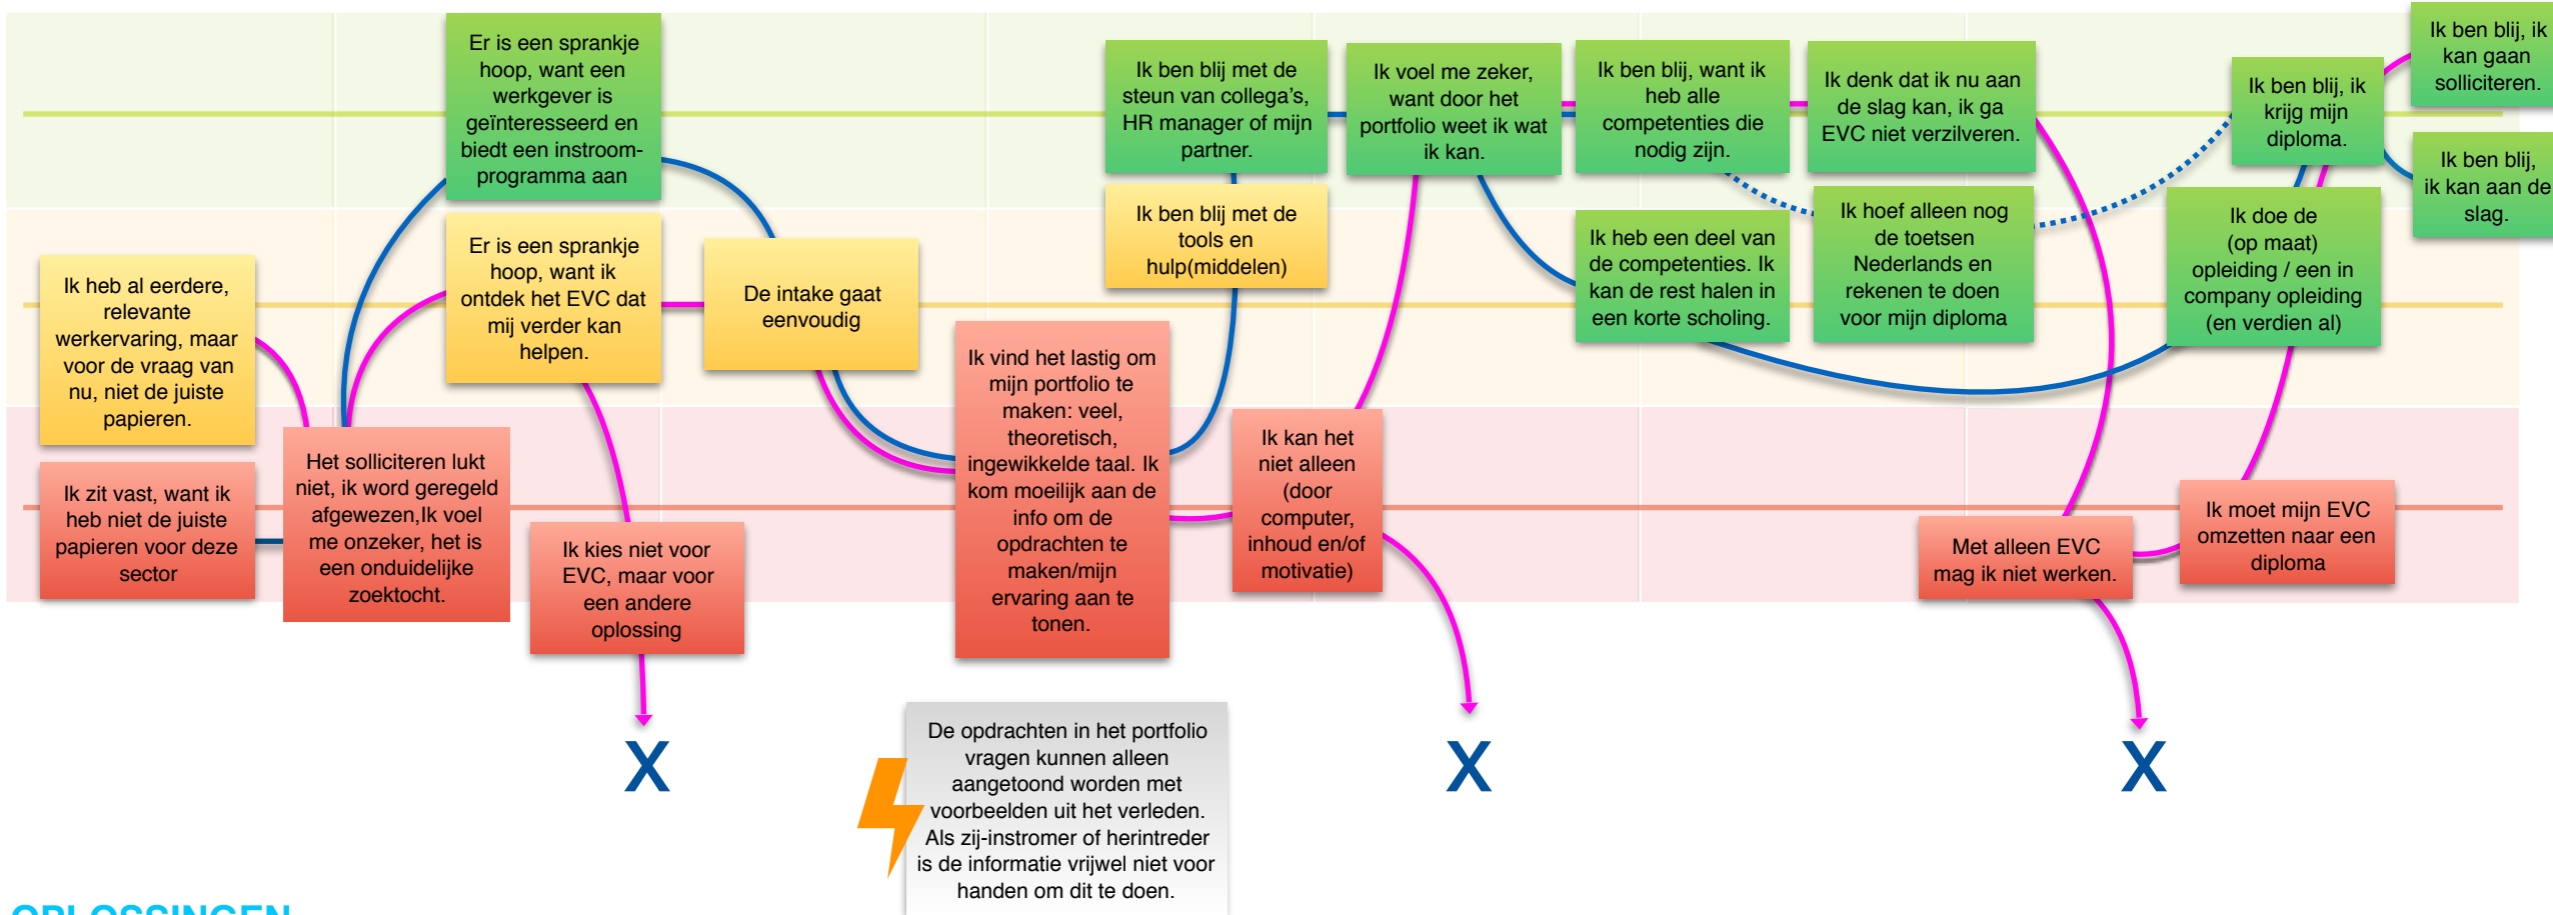 Ik heb al eerdere,
relevante
werkervaring, maar
voor de vraag van
nu, niet de juiste
papieren.
Ik zit vast, want ik
heb niet de juiste
papieren voor deze
sector
Het solliciteren lukt
niet, ik word geregeld
afgewezen,Ik voel
me onzeker, het is
een onduidelijke
zoektocht.
Er is een sprankje
hoop, want een
werkgever is
geïnteresseerd en
biedt een instroom-
programma aan
Er is een sprankje
hoop, want ik
ontdek het EVC dat
mij verder kan
helpen.
Ik kies niet voor
EVC, maar voor
een andere
oplossing
X
De intake gaat
eenvoudig
Ik vind het lastig om
mijn portfolio te
maken: veel,
theoretisch,
ingewikkelde taal. Ik
kom moeilijk aan de
info om de
opdrachten te
maken/mijn
ervaring aan te
tonen.
De opdrachten in het portfolio
vragen kunnen alleen
aangetoond worden met
voorbeelden uit het verleden.
Als zij-instromer of herintreder
is de informatie vrijwel niet voor
handen om dit te doen.
Ik ben blij met de
steun van collega's,
HR manager of mijn
partner.
Ik ben blij met de
tools en
hulp(middelen)
Ik kan het
niet alleen
(door
computer,
inhoud en/of
motivatie)
X
Ik voel me zeker,
want door het
portfolio weet ik wat
ik kan.
Ik ben blij, want ik
heb alle
competenties die
nodig zijn.
Ik heb een deel van
de competenties. Ik
kan de rest halen in
een korte scholing.
Ik denk dat ik nu aan
de slag kan, ik ga
EVC niet verzilveren.
Ik hoef alleen nog
de toetsen
Nederlands en
rekenen te doen
voor mijn diploma
Met alleen EVC
mag ik niet werken.
X
Ik moet mijn EVC
omzetten naar een
diploma
Ik doe de
(op maat)
opleiding / een in
company opleiding
(en verdien al)
Ik ben blij, ik
krijg mijn
diploma.
Ik ben blij, ik
kan gaan
solliciteren.
Ik ben blij,
ik kan aan de
slag.
OPLOSSINGEN